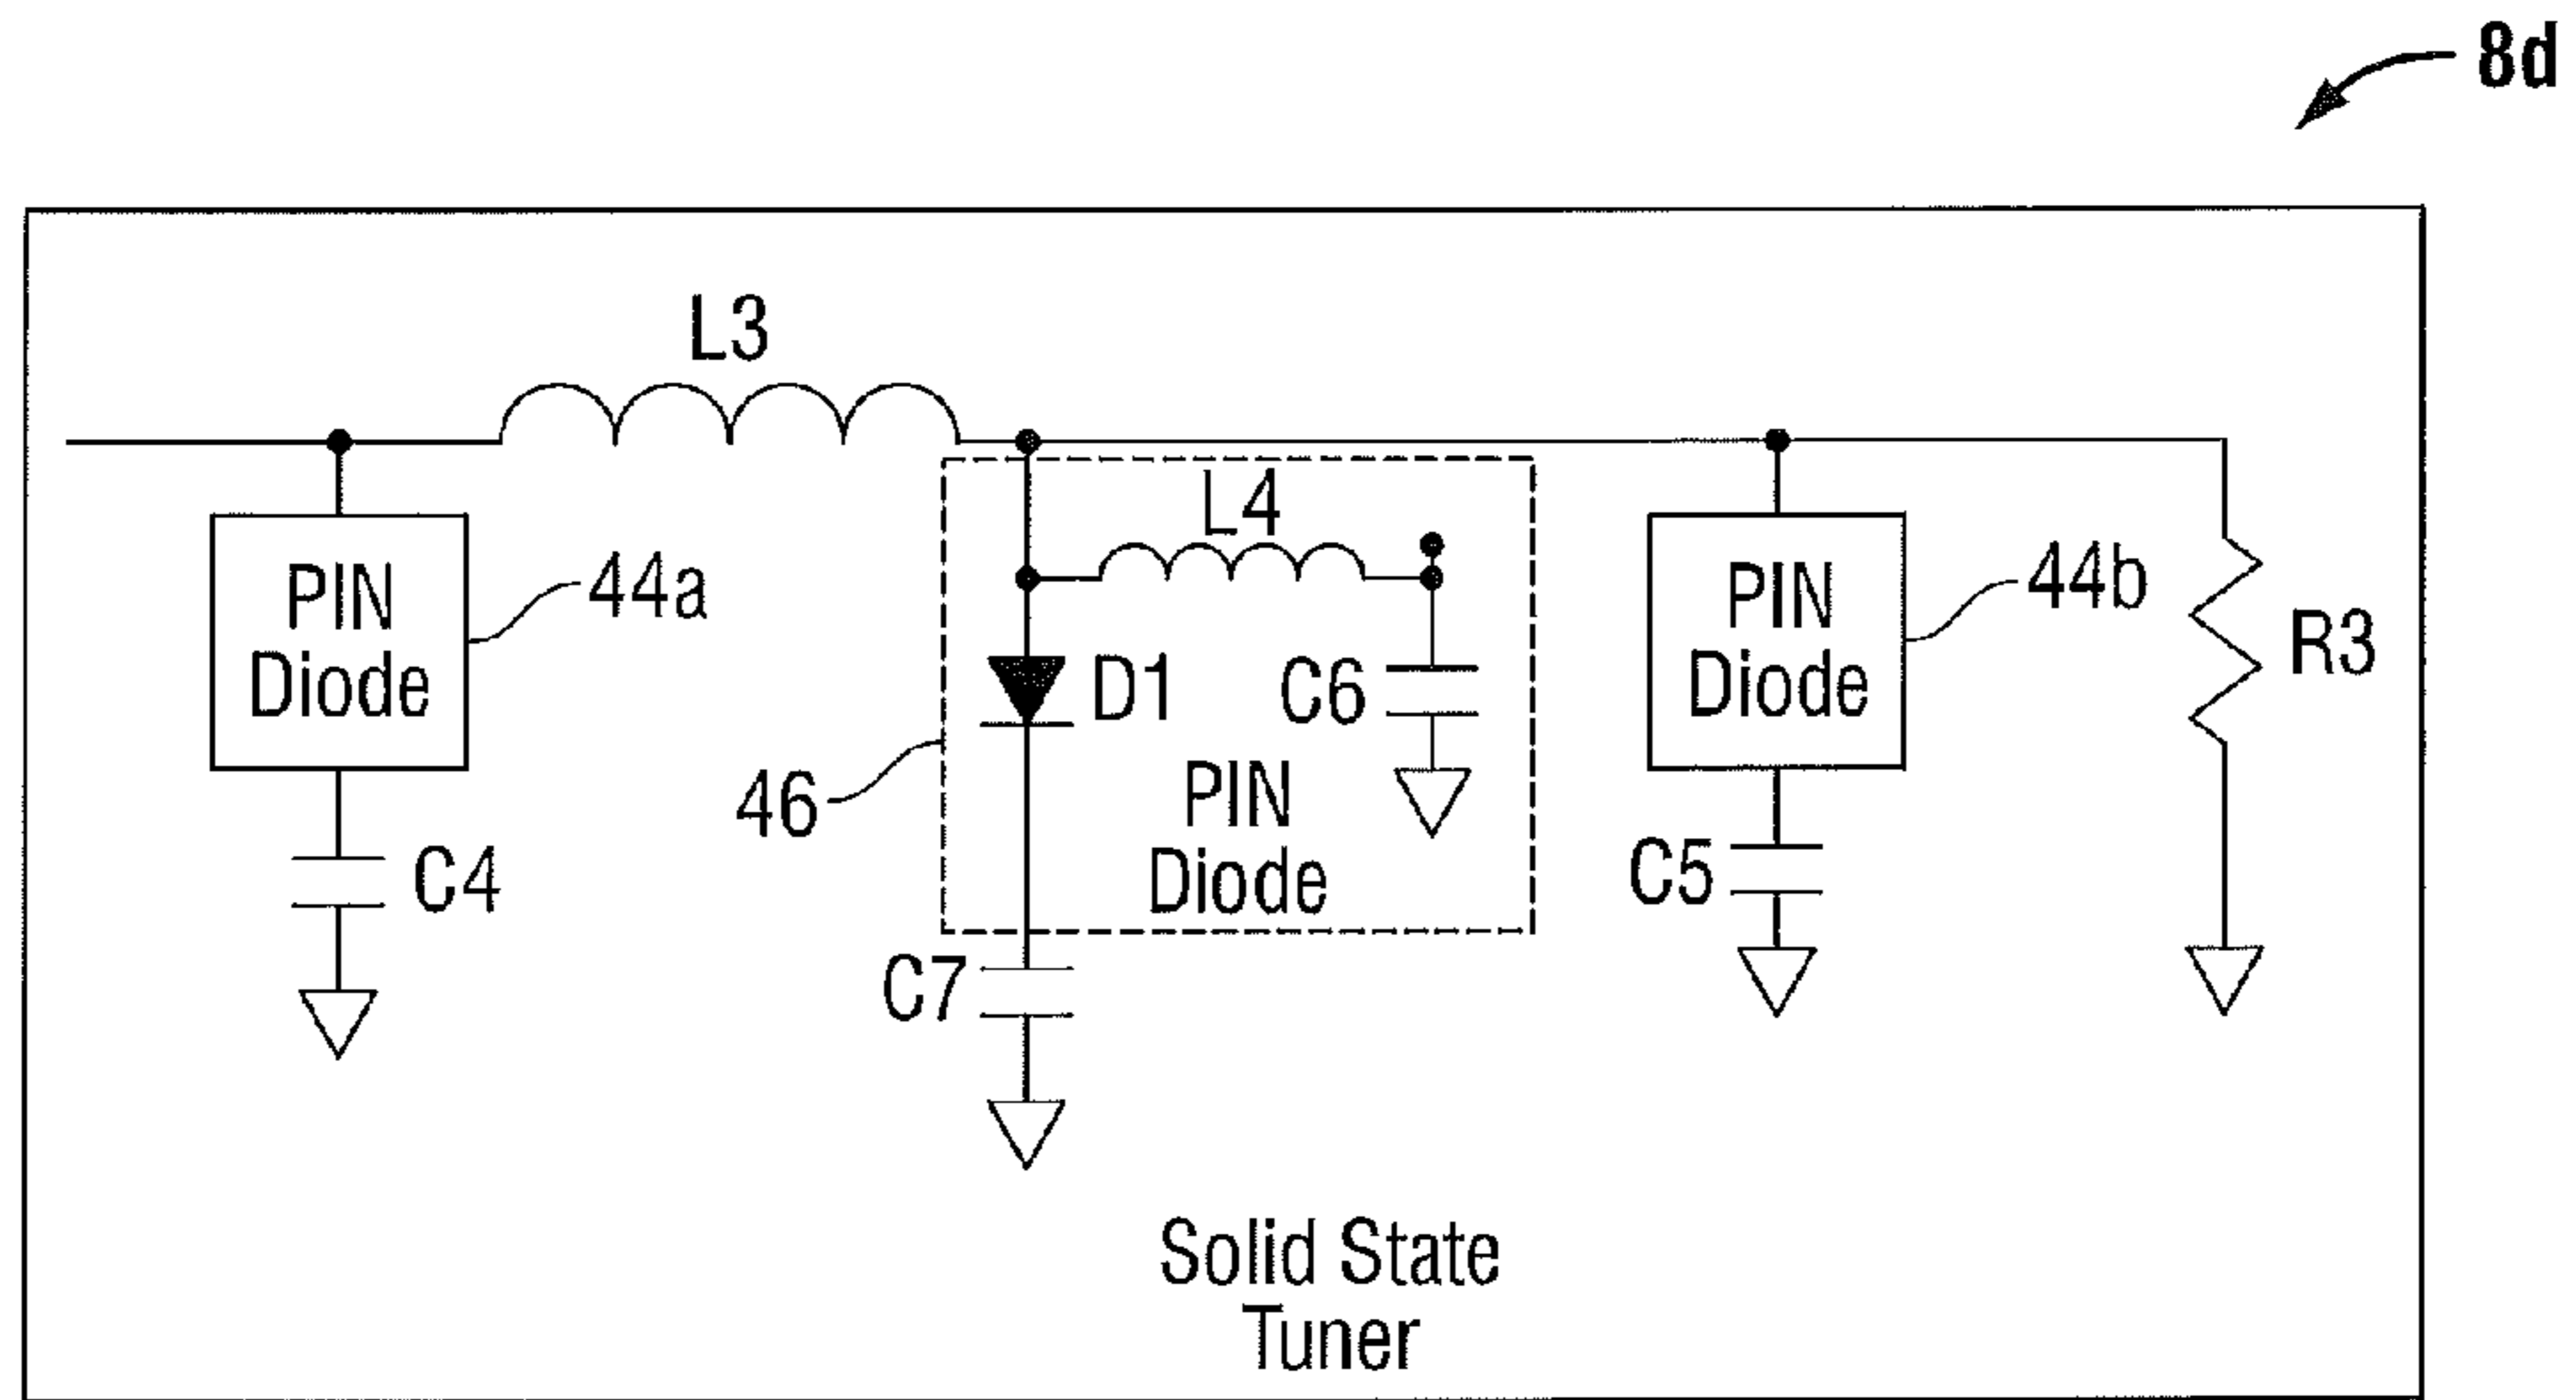 8d
L3
L4
PIN
Diode
44a
D1
C6
PIN
Diode
44b
R3
46
PIN
Diode
C4
C5
C7
Solid State
Tuner